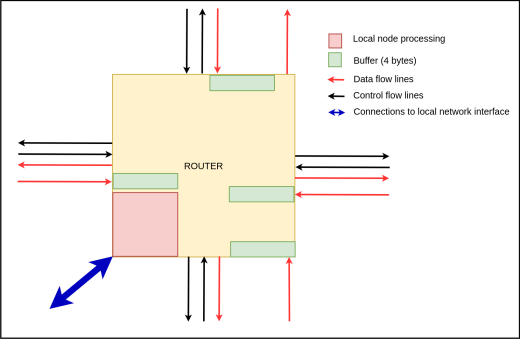 Local node processing
Buffer (4 bytes)
Data flow lines
Control flow lines
Connections to local network interface
ROUTER